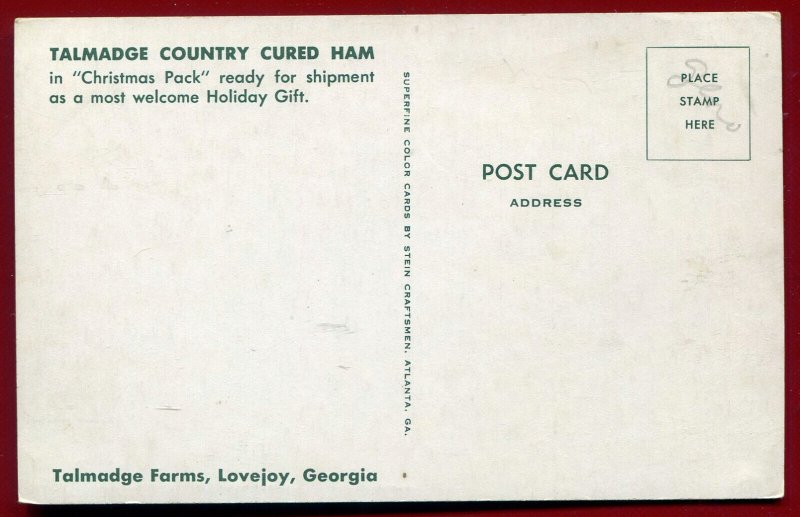 TALMADGE COUNTRY CURED HAM
in "Christmas Pack" ready for shipment
as a most welcome Holiday Gift.
Talmadge Farms, Lovejoy, Georgia
SUPERFINE COLOR CARDS BY STEIN CRAFTSMEN, ATLANTA, GA.
POST CARD
ADDRESS
PLACE
STAMP
HERE